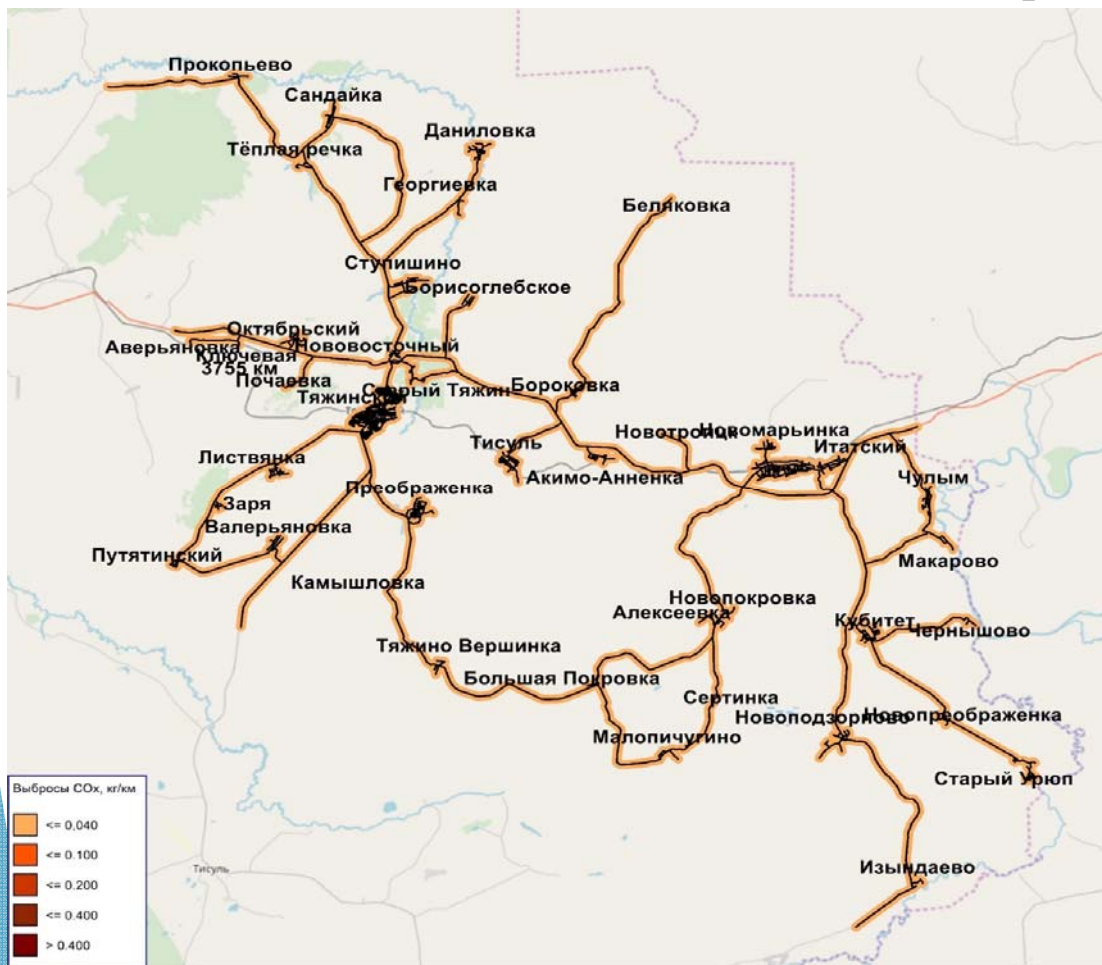 Прокопьево
Сандайка
Даниловка
Тёплая речка
Георгиевка
Беляковка
Ступишино
Борисоглебское
Октябрьский
Аверьяновка
Нововосточный
Ключевая
3755 км
Почаевка
Тяжинский
Старый Тяжин
Бороковка
Новотроицк
Новомарьинка
Итатский
Листвянка
Тисуль
Акимо-Анненка
Чулым
Преображенка
Заря
Валерьяновка
Путятинский
Макарово
Камышловка
Новопокровка
Алексеевка
Кубитет
Чернышово
Тяжино Вершинка
Большая Покровка
Сертинка
Новоподзорново
Новопреображенка
Малопичугино
Старый Урюп
Изындаево
Тисуль
Выбросы COx, кг/км
<= 0,040
<= 0.100
<= 0.200
<= 0.400
> 0.400